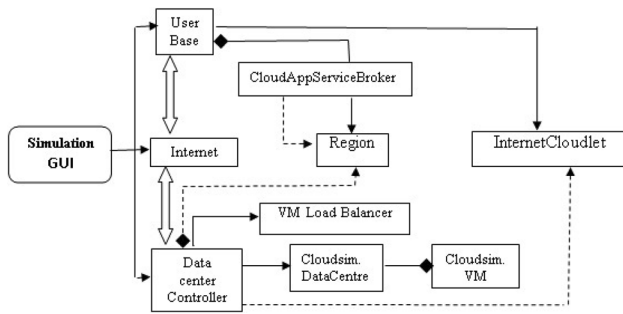 User
Base
CloudAppServiceBroker
Simulation
GUI
Internet
Region
InternetCloudlet
VM Load Balancer
Data
center
Controller
Cloudsim.
DataCentre
Cloudsim.
VM